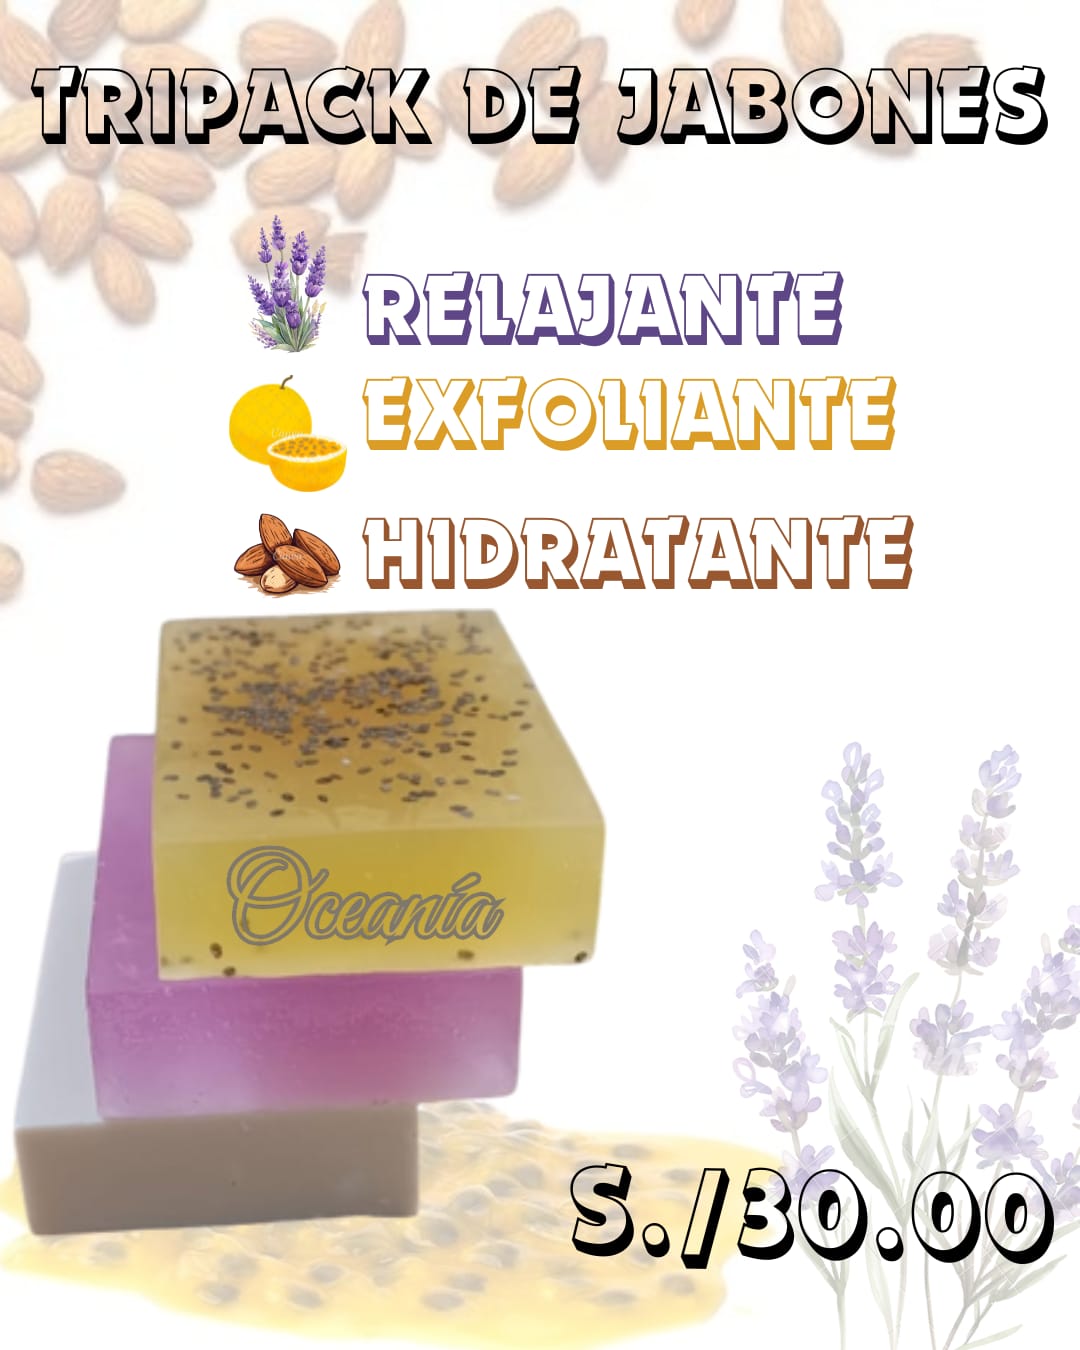 TRIPACK DE JABONES
RELAJANTE
EXFOLIANTE
HIDRATANTE
Oceanía
S./30.00